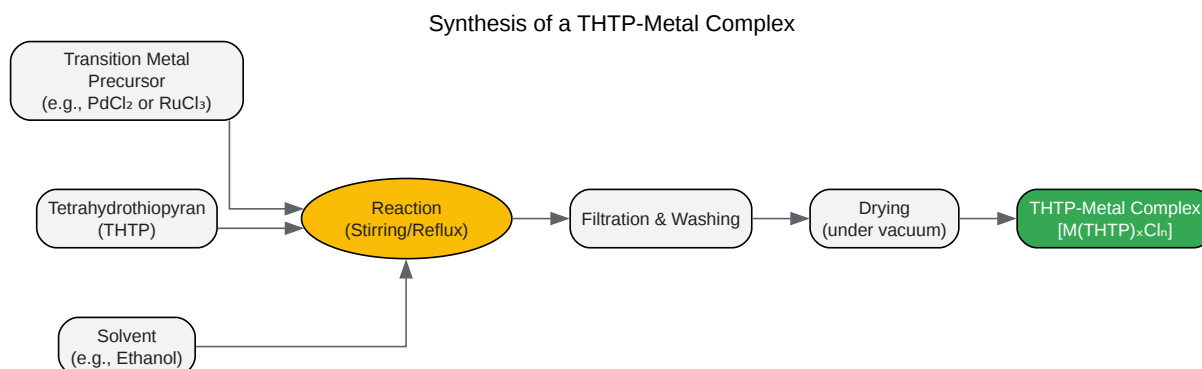 Synthesis of a THTP-Metal Complex
Transition Metal
Precursor
(e.g., PdCl₂ or RuCl₃)
Tetrahydrothiopyran
(THTP)
Solvent
(e.g., Ethanol)
Reaction
(Stirring/Reflux)
Filtration & Washing
Drying
(under vacuum)
THTP-Metal Complex
[M(THTP)ₓClₙ]